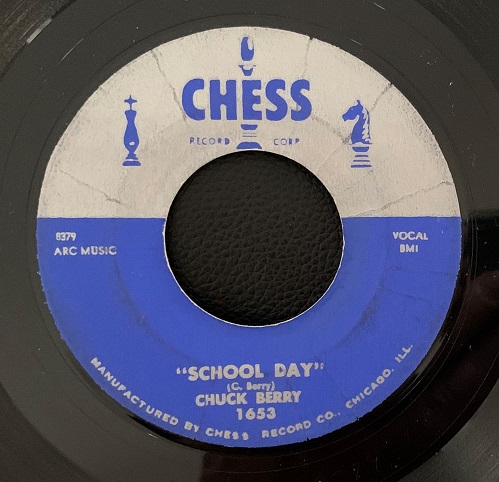 CHESS
RECORD CORP
8379
ARC MUSIC
VOCAL
BMI
"SCHOOL DAY"
(C. Berry)
CHUCK BERRY
1653
MANUFACTURED BY CHESS RECORD CO., CHICAGO, ILL.